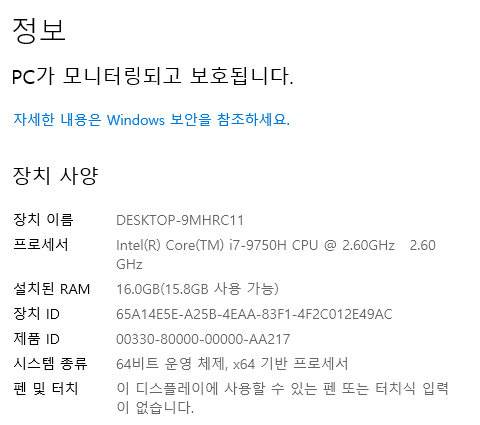 정보
PC가 모니터링되고 보호됩니다.
자세한 내용은 Windows 보안을 참조하세요.
장치 사양
장치 이름 DESKTOP-9MHRC11
프로세서 Intel(R) Core(TM) i7-9750H CPU @ 2.60GHz 2.60
GHz
설치된 RAM 16.0GB(15.8GB 사용 가능)
장치 ID 65A14E5E-A25B-4EAA-83F1-4F2C012E49AC
제품 ID 00330-80000-00000-AA217
시스템 종류 64비트 운영 체제, x64 기반 프로세서
펜 및 터치 이 디스플레이에 사용할 수 있는 펜 또는 터치식 입력
이 없습니다.